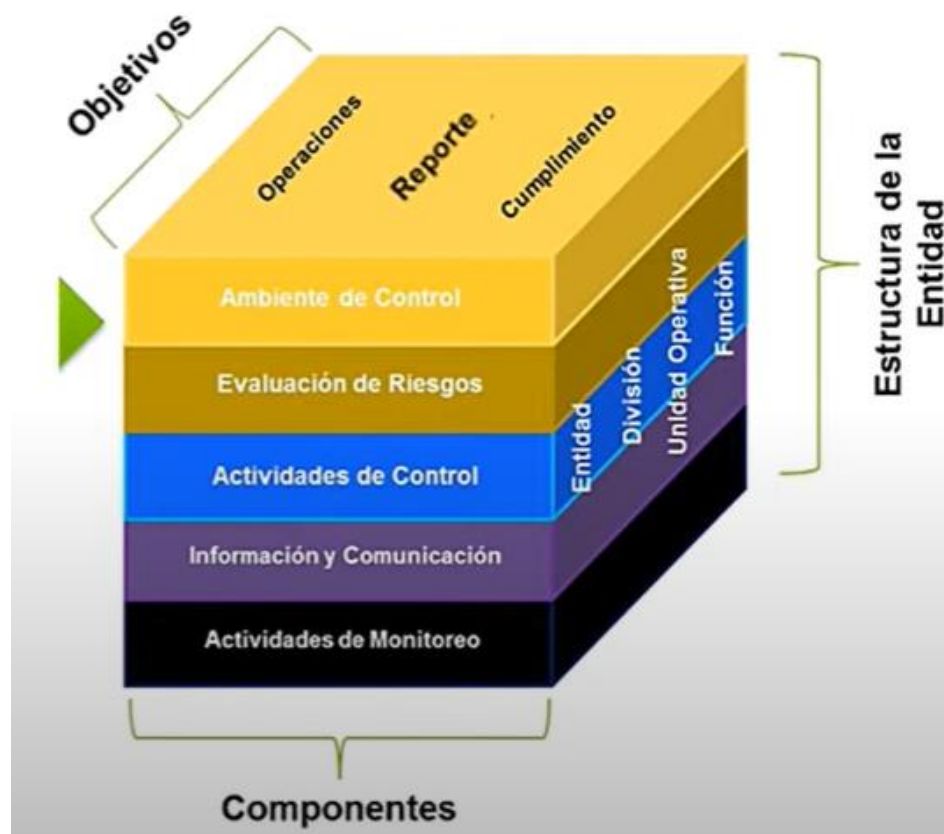 Objetivos
Operaciones
Reporte
Cumplimiento
Ambiente de Control
Evaluación de Riesgos
Actividades de Control
Información y Comunicación
Actividades de Monitoreo
Entidad
División
Unidad Operativa
Función
Estructura de la
Entidad
Componentes